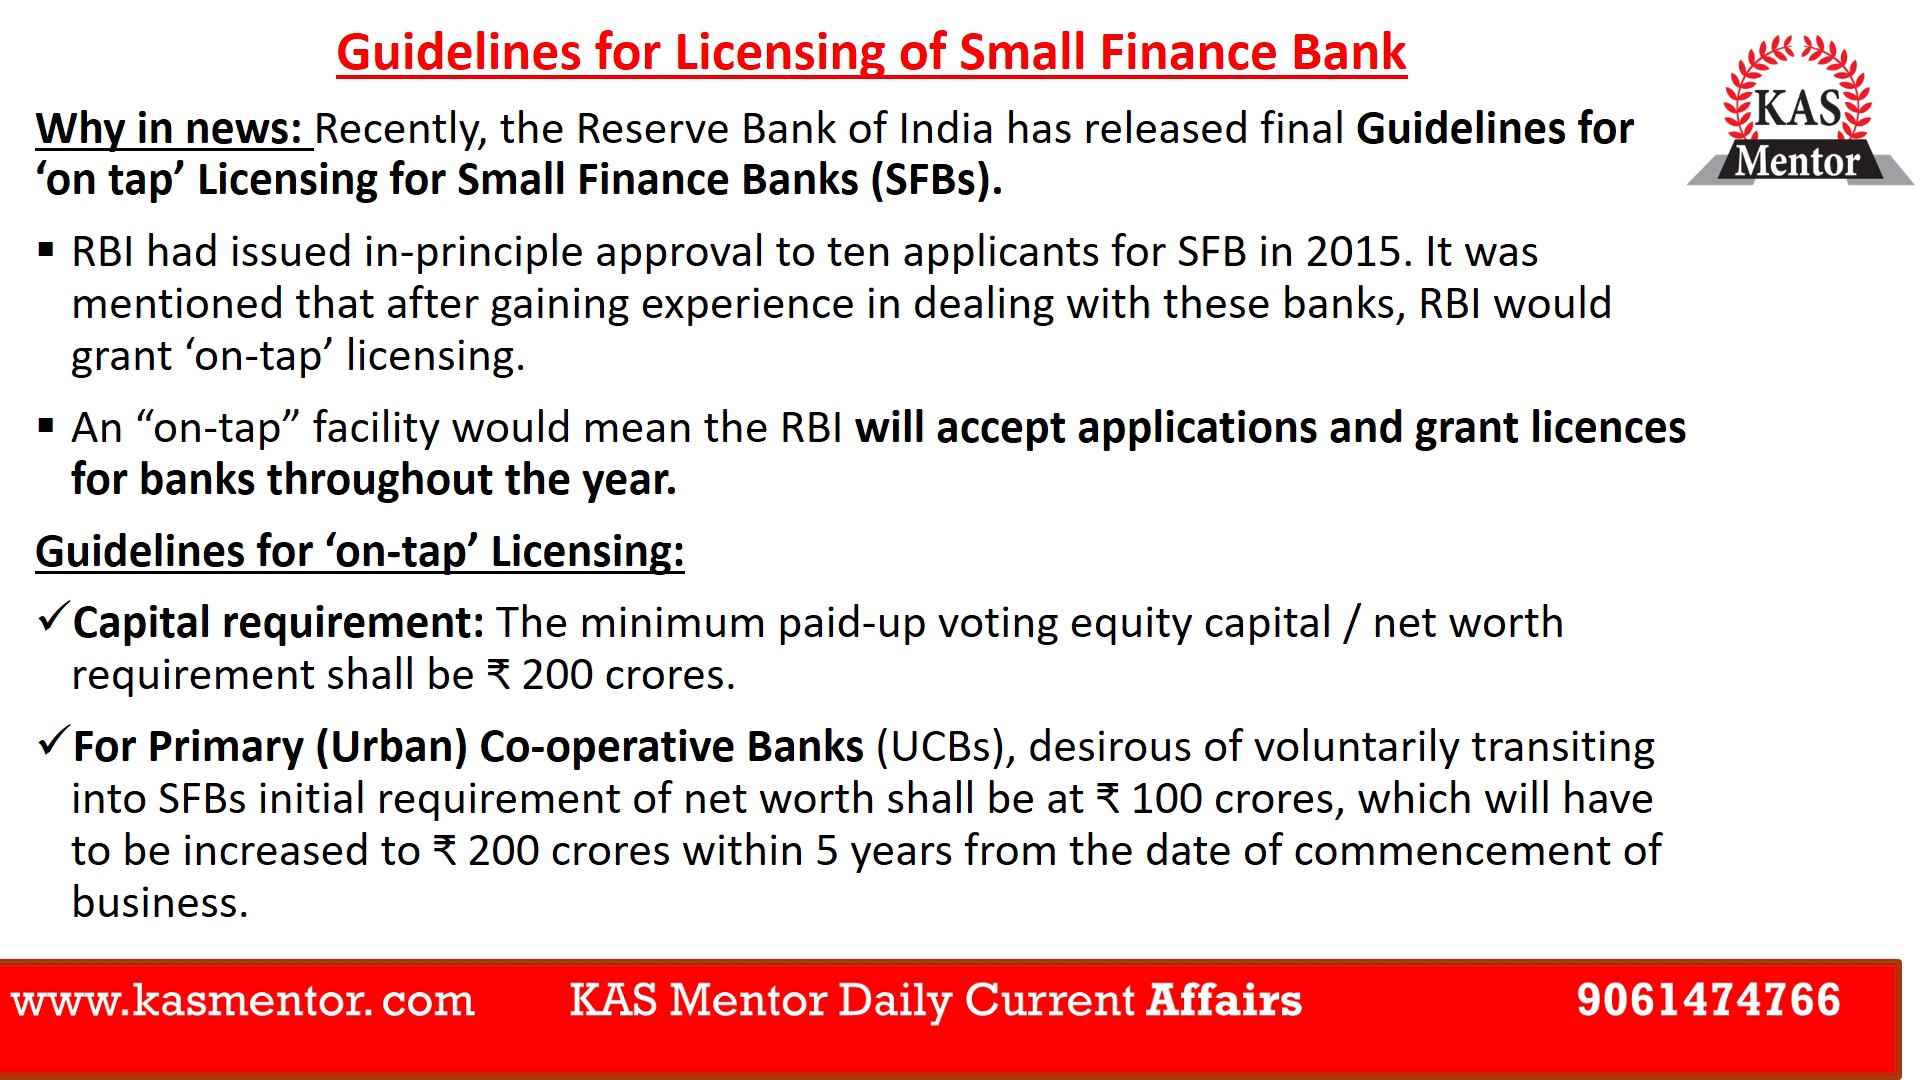 Guidelines for Licensing of Small Finance Bank
KAS
Mentor
Why in news: Recently, the Reserve Bank of India has released final Guidelines for
‘on tap’ Licensing for Small Finance Banks (SFBs).
▪ RBI had issued in-principle approval to ten applicants for SFB in 2015. It was
mentioned that after gaining experience in dealing with these banks, RBI would
grant ‘on-tap’ licensing.
▪ An “on-tap” facility would mean the RBI will accept applications and grant licences
for banks throughout the year.
Guidelines for ‘on-tap’ Licensing:
✓Capital requirement: The minimum paid-up voting equity capital / net worth
requirement shall be ₹ 200 crores.
✓For Primary (Urban) Co-operative Banks (UCBs), desirous of voluntarily transiting
into SFBs initial requirement of net worth shall be at ₹ 100 crores, which will have
to be increased to ₹ 200 crores within 5 years from the date of commencement of
business.
www.kasmentor. com KAS Mentor Daily Current Affairs 9061474766